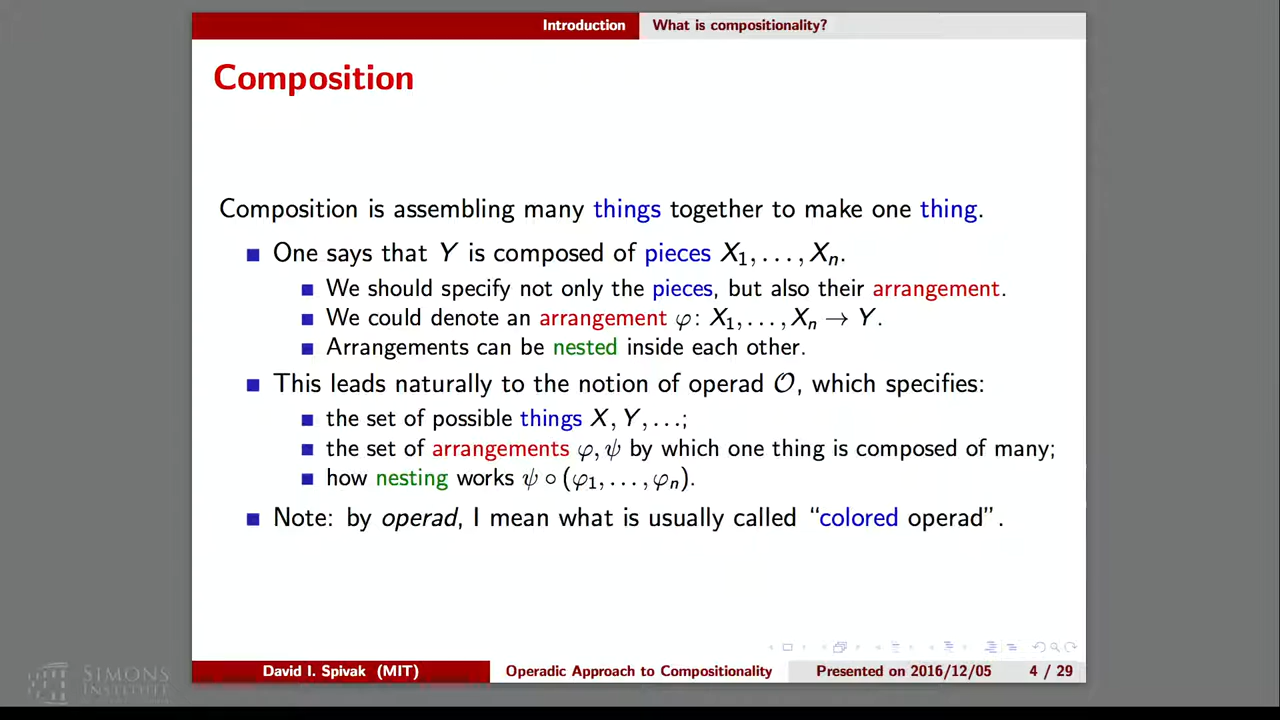 Introduction What is compositionality?
Composition
Composition is assembling many things together to make one thing.
One says that Y is composed of pieces X₁, . . . , Xₙ.
We should specify not only the pieces, but also their arrangement.
We could denote an arrangement φ: X₁, . . . , Xₙ → Y.
Arrangements can be nested inside each other.
This leads naturally to the notion of operad 𝒪, which specifies:
the set of possible things X, Y, . . .;
the set of arrangements φ, ψ by which one thing is composed of many;
how nesting works ψ ∘ (φ₁, . . . , φₙ).
Note: by operad, I mean what is usually called "colored operad".
David I. Spivak (MIT) Operadic Approach to Compositionality Presented on 2016/12/05 4 / 29
SIMONS
INSTITUTE